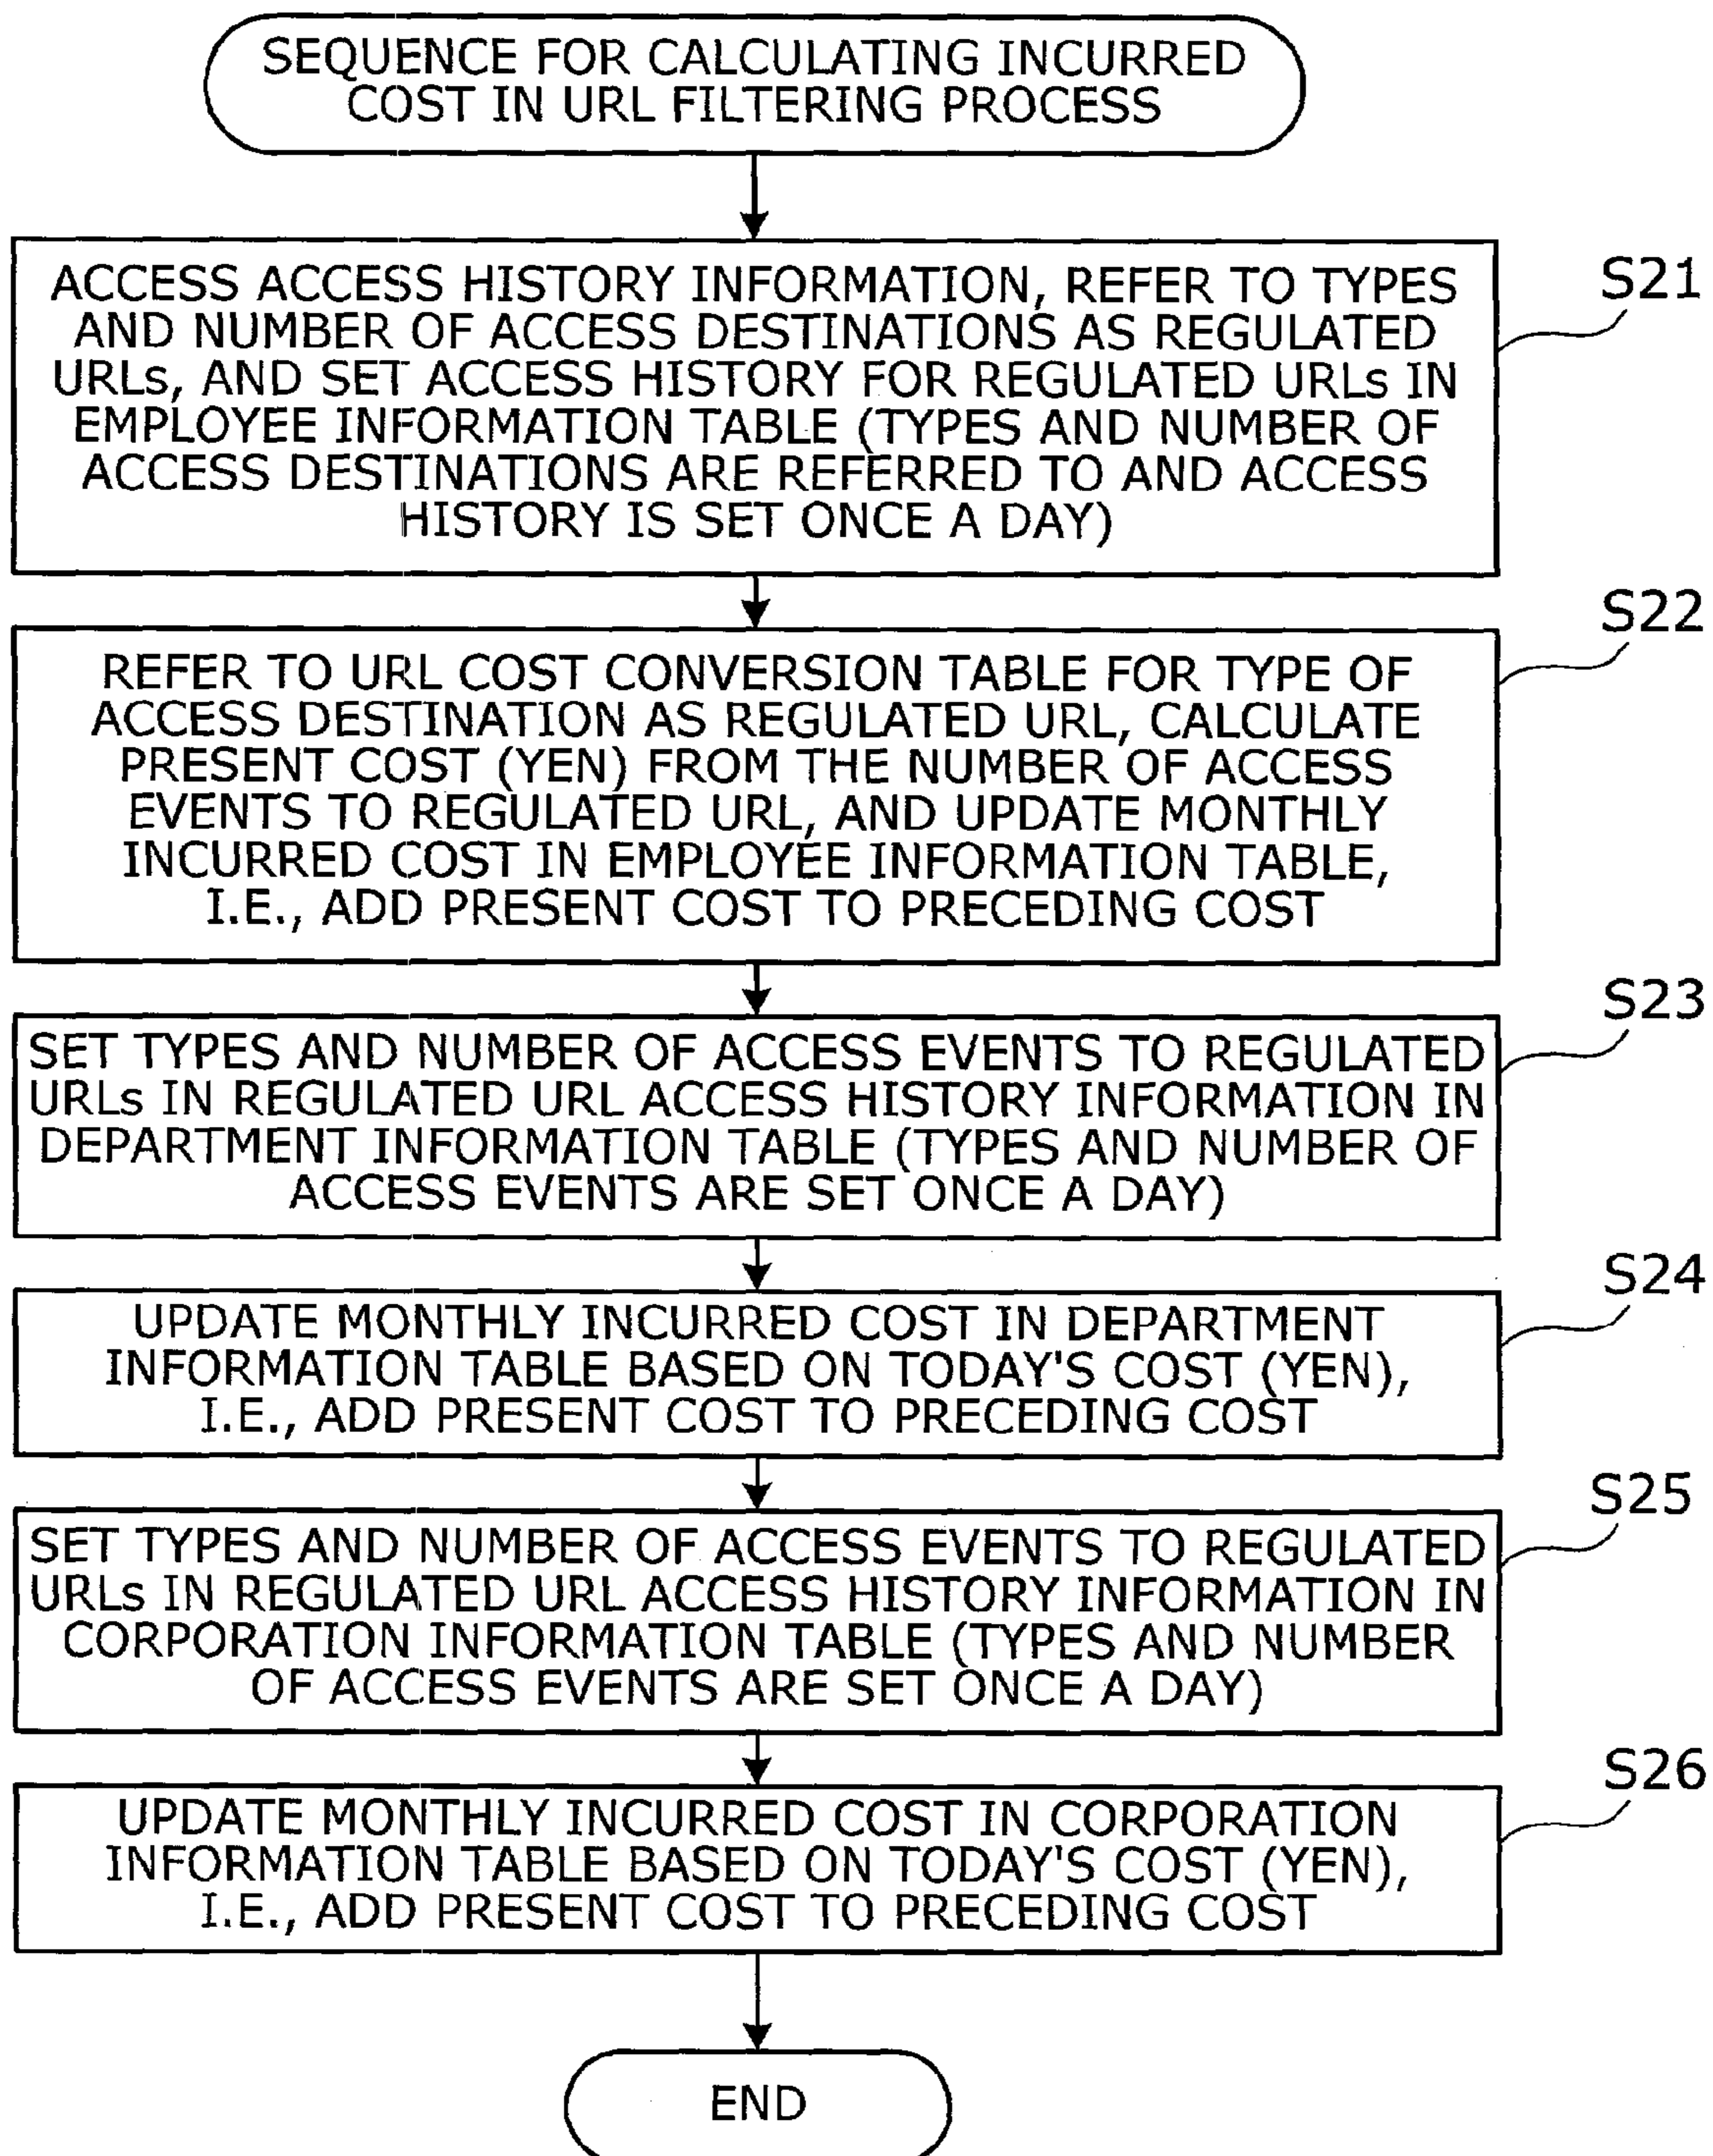 SEQUENCE FOR CALCULATING INCURRED
COST IN URL FILTERING PROCESS
S21
ACCESS ACCESS HISTORY INFORMATION, REFER TO TYPES
AND NUMBER OF ACCESS DESTINATIONS AS REGULATED
URLs, AND SET ACCESS HISTORY FOR REGULATED URLs IN
EMPLOYEE INFORMATION TABLE (TYPES AND NUMBER OF
ACCESS DESTINATIONS ARE REFERRED TO AND ACCESS
HISTORY IS SET ONCE A DAY)
S22
REFER TO URL COST CONVERSION TABLE FOR TYPE OF
ACCESS DESTINATION AS REGULATED URL, CALCULATE
PRESENT COST (YEN) FROM THE NUMBER OF ACCESS
EVENTS TO REGULATED URL, AND UPDATE MONTHLY
INCURRED COST IN EMPLOYEE INFORMATION TABLE,
I.E., ADD PRESENT COST TO PRECEDING COST
S23
SET TYPES AND NUMBER OF ACCESS EVENTS TO REGULATED
URLs IN REGULATED URL ACCESS HISTORY INFORMATION IN
DEPARTMENT INFORMATION TABLE (TYPES AND NUMBER OF
ACCESS EVENTS ARE SET ONCE A DAY)
S24
UPDATE MONTHLY INCURRED COST IN DEPARTMENT
INFORMATION TABLE BASED ON TODAY'S COST (YEN),
I.E., ADD PRESENT COST TO PRECEDING COST
S25
SET TYPES AND NUMBER OF ACCESS EVENTS TO REGULATED
URLs IN REGULATED URL ACCESS HISTORY INFORMATION IN
CORPORATION INFORMATION TABLE (TYPES AND NUMBER
OF ACCESS EVENTS ARE SET ONCE A DAY)
S26
UPDATE MONTHLY INCURRED COST IN CORPORATION
INFORMATION TABLE BASED ON TODAY'S COST (YEN),
I.E., ADD PRESENT COST TO PRECEDING COST
END